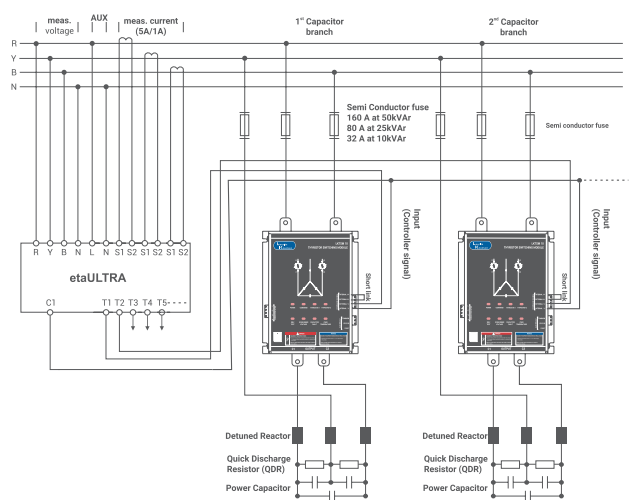 meas. voltage
AUX
meas. current (5A/1A)
1st Capacitor branch
2nd Capacitor branch
R
Y
B
N
Semi Conductor fuse
160 A at 50kVAr
80 A at 25kVAr
32 A at 10kVAr
Semi conductor fuse
R Y B N L N S1 S2 S1 S2 S1 S2
etaULTRA
C1 T1 T2 T3 T4 T5
Input
(Controller signal)
Input
(Controller signal)
Short link
Short link
Detuned Reactor
Quick Discharge
Resistor (QDR)
Power Capacitor
Detuned Reactor
Quick Discharge
Resistor (QDR)
Power Capacitor